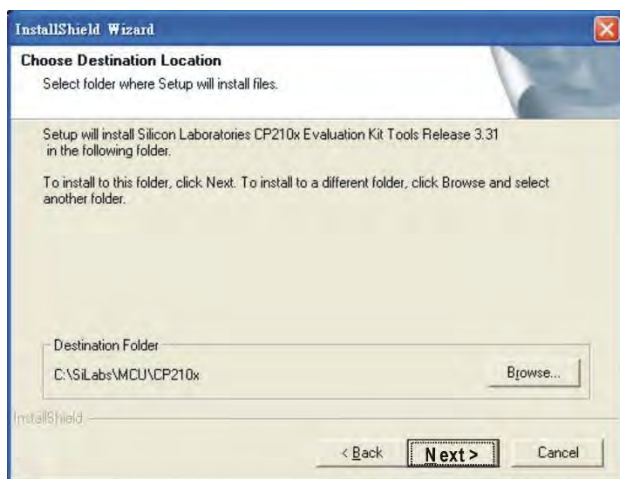 InstallShield Wizard
Choose Destination Location
Select folder where Setup will install files.
Setup will install Silicon Laboratories CP210x Evaluation Kit Tools Release 3.31
in the following folder.
To install to this folder, click Next. To install to a different folder, click Browse and select
another folder.
Destination Folder
C:\SiLabs\MCU\CP210x
Browse...
InstallShield
< Back
Next >
Cancel